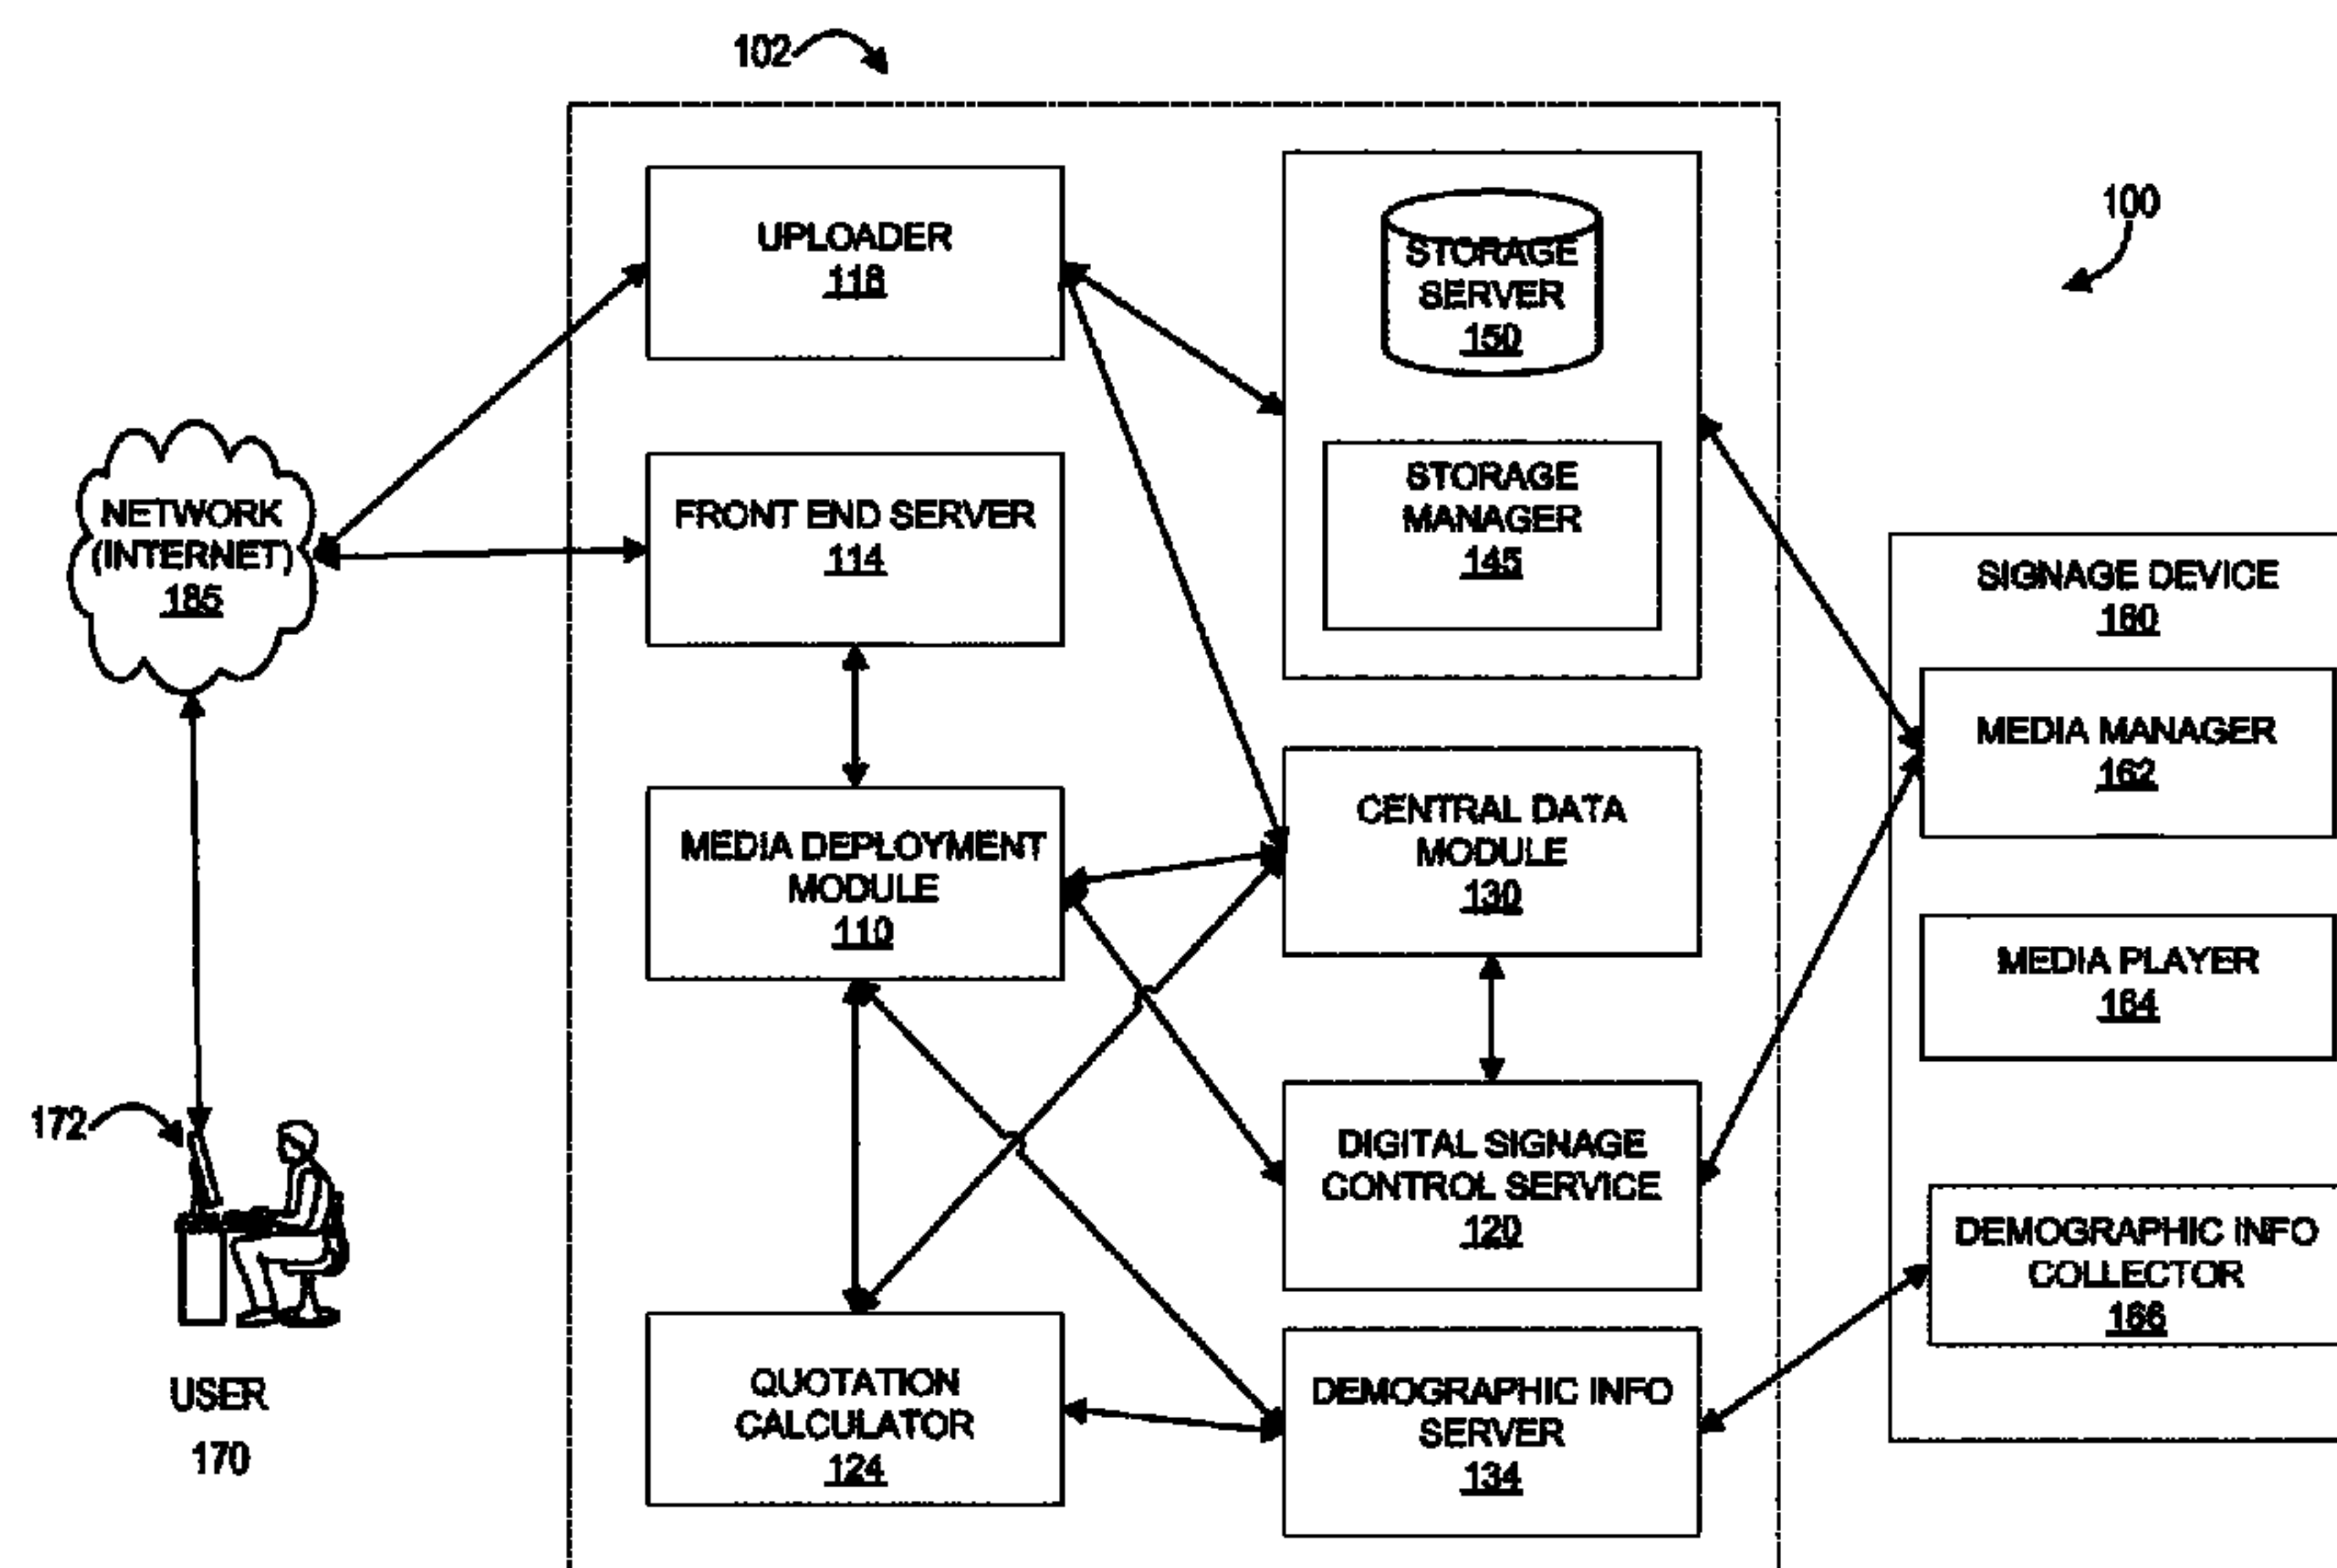 102
UPLOADER
118
STORAGE
SERVER
150
100
FRONT END SERVER
114
STORAGE
MANAGER
145
NETWORK
(INTERNET)
185
SIGNAGE DEVICE
160
MEDIA MANAGER
162
MEDIA DEPLOYMENT
MODULE
110
CENTRAL DATA
MODULE
130
MEDIA PLAYER
164
172
DIGITAL SIGNAGE
CONTROL SERVICE
120
DEMOGRAPHIC INFO
COLLECTOR
166
USER
170
QUOTATION
CALCULATOR
124
DEMOGRAPHIC INFO
SERVER
134